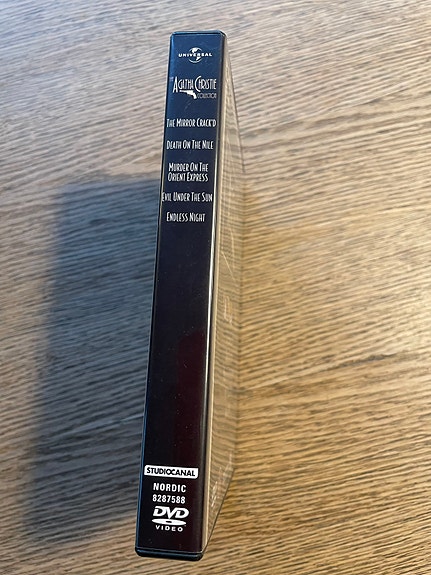 UNIVERSAL
THE
AGATHA CHRISTIE
COLLECTION
THE MIRROR CRACK'D
DEATH ON THE NILE
MURDER ON THE
ORIENT EXPRESS
EVIL UNDER THE SUN
ENDLESS NIGHT
STUDIOCANAL
NORDIC
8287588
DVD
VIDEO